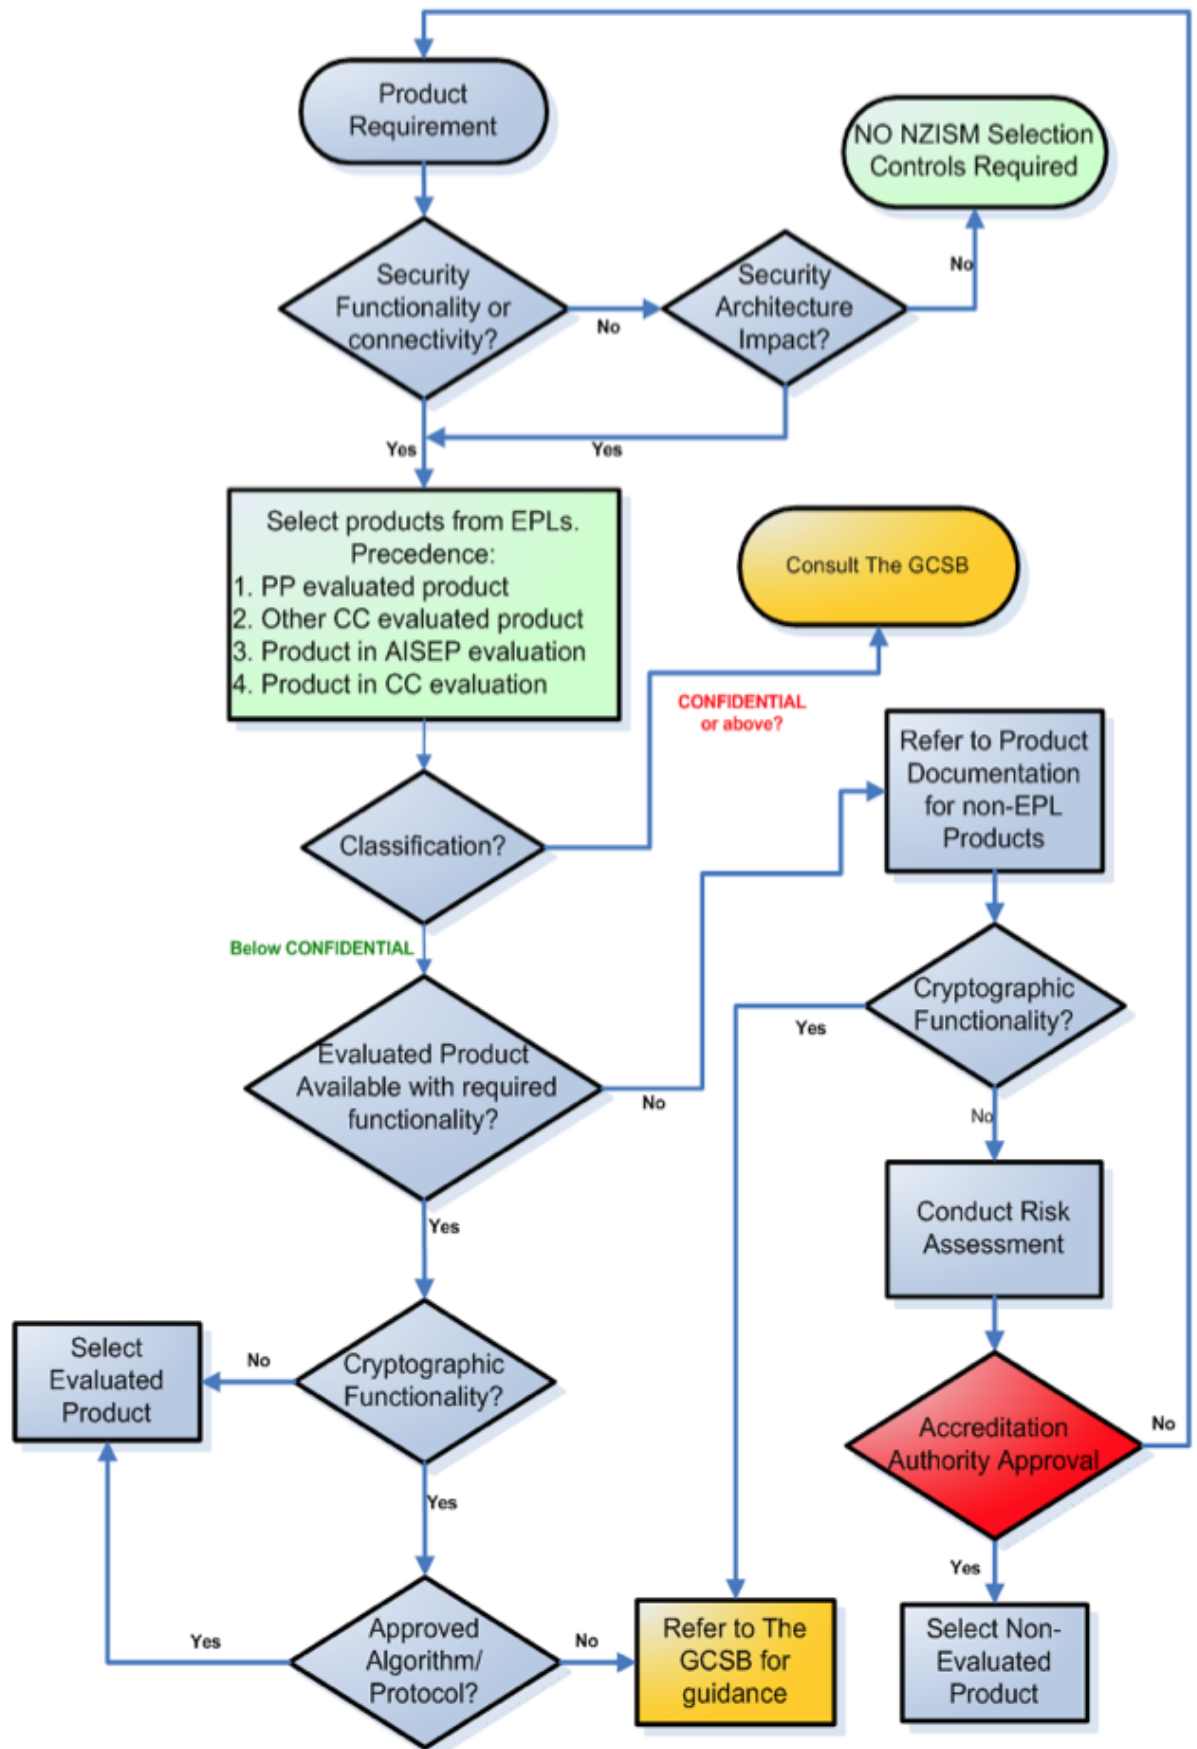 Product
Requirement
NO NZISM Selection
Controls Required
No
Security
Functionality or
connectivity?
No
Security
Architecture
Impact?
Yes
Yes
Select products from EPLs.
Precedence:
1. PP evaluated product
2. Other CC evaluated product
3. Product in AISEP evaluation
4. Product in CC evaluation
Consult The GCSB
CONFIDENTIAL
or above?
Classification?
Below CONFIDENTIAL
Refer to Product
Documentation
for non-EPL
Products
Evaluated Product
Available with required
functionality?
No
Yes
Cryptographic
Functionality?
Yes
No
Conduct Risk
Assessment
Select
Evaluated
Product
No
Cryptographic
Functionality?
Yes
Accreditation
Authority Approval
No
Yes
Approved
Algorithm/
Protocol?
Yes
No
Refer to The
GCSB for
guidance
Select Non-
Evaluated
Product